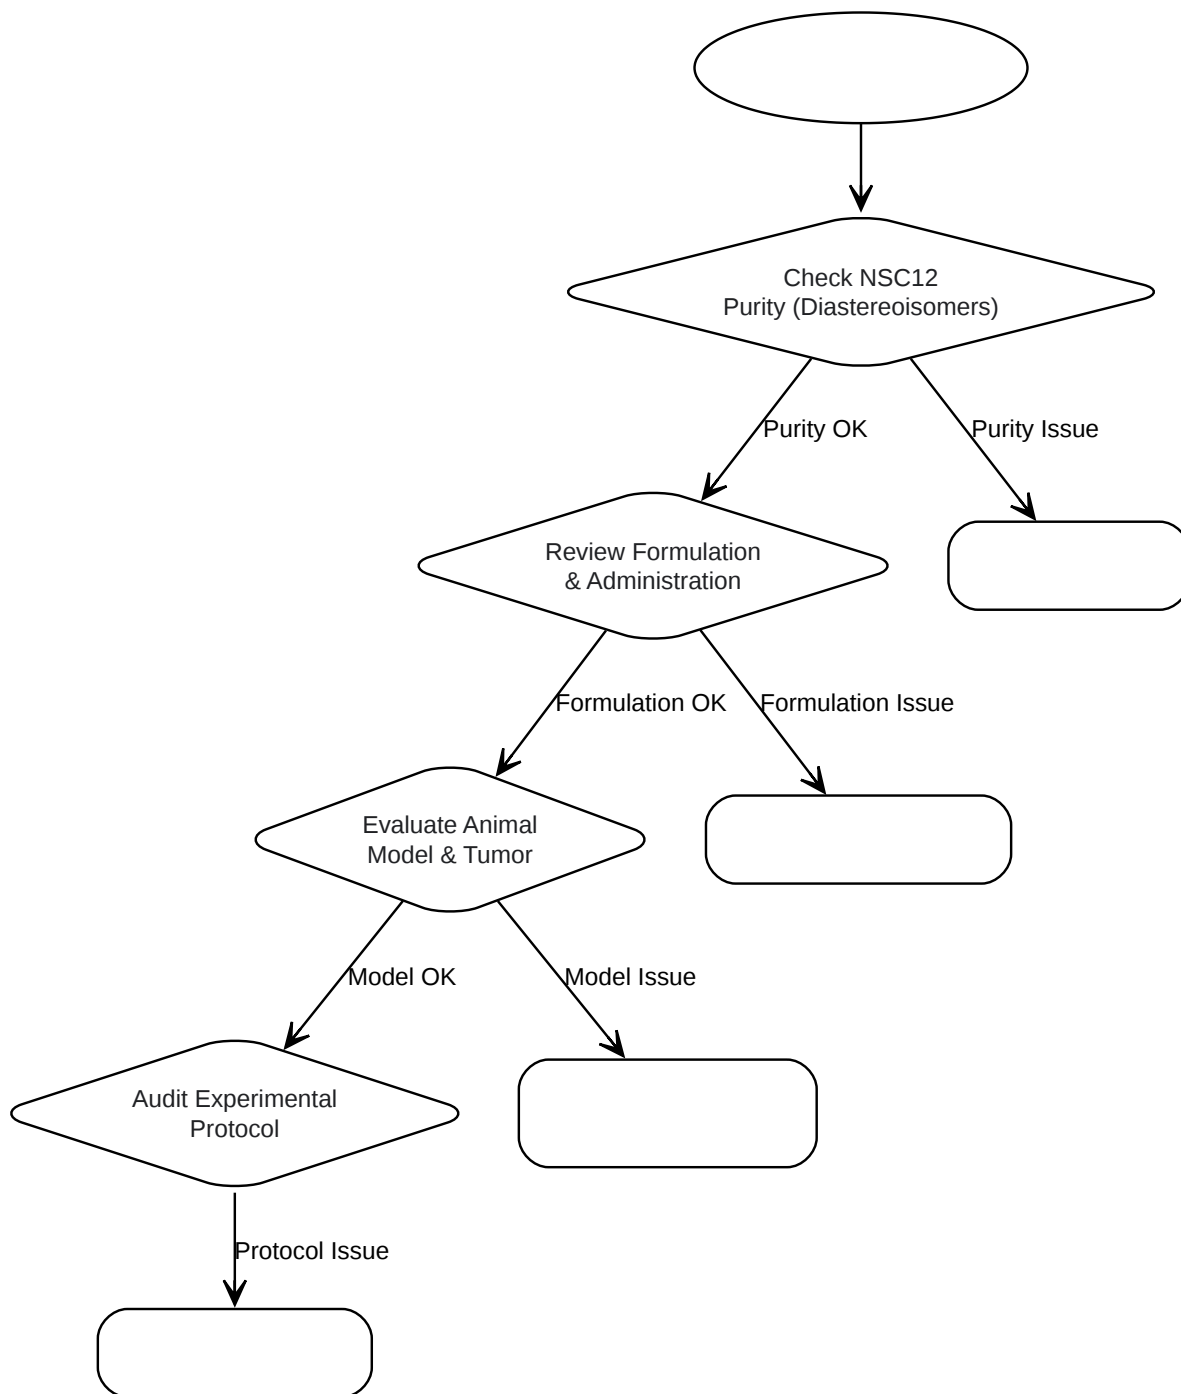 Check NSC12
Purity (Diastereoisomers)
Purity OK
Purity Issue
Review Formulation
& Administration
Formulation OK
Formulation Issue
Evaluate Animal
Model & Tumor
Model OK
Model Issue
Audit Experimental
Protocol
Protocol Issue